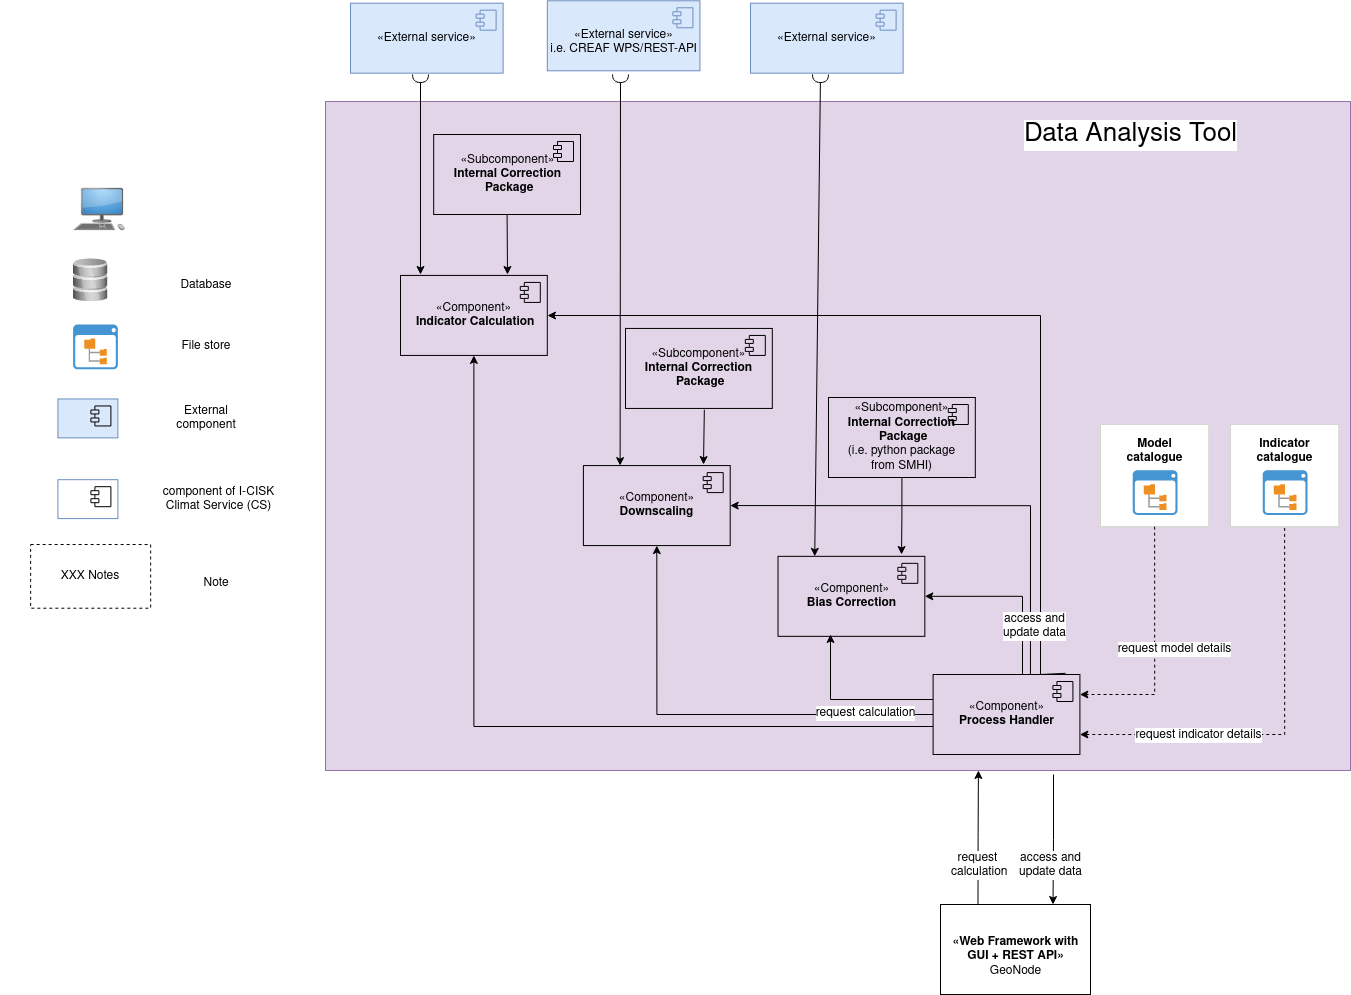 «External service»
«External service»
i.e. CREAF WPS/REST-API
«External service»
Data Analysis Tool
«Subcomponent»
Internal Correction
Package
«Component»
Indicator Calculation
«Subcomponent»
Internal Correction
Package
«Subcomponent»
Internal Correction
Package
(i.e. python package
from SMHI)
«Component»
Downscaling
«Component»
Bias Correction
Model
catalogue
Indicator
catalogue
access and
update data
request model details
request calculation
«Component»
Process Handler
request indicator details
request
calculation
access and
update data
«Web Framework with
GUI + REST API»
GeoNode
Database
File store
External
component
component of I-CISK
Climat Service (CS)
XXX Notes
Note